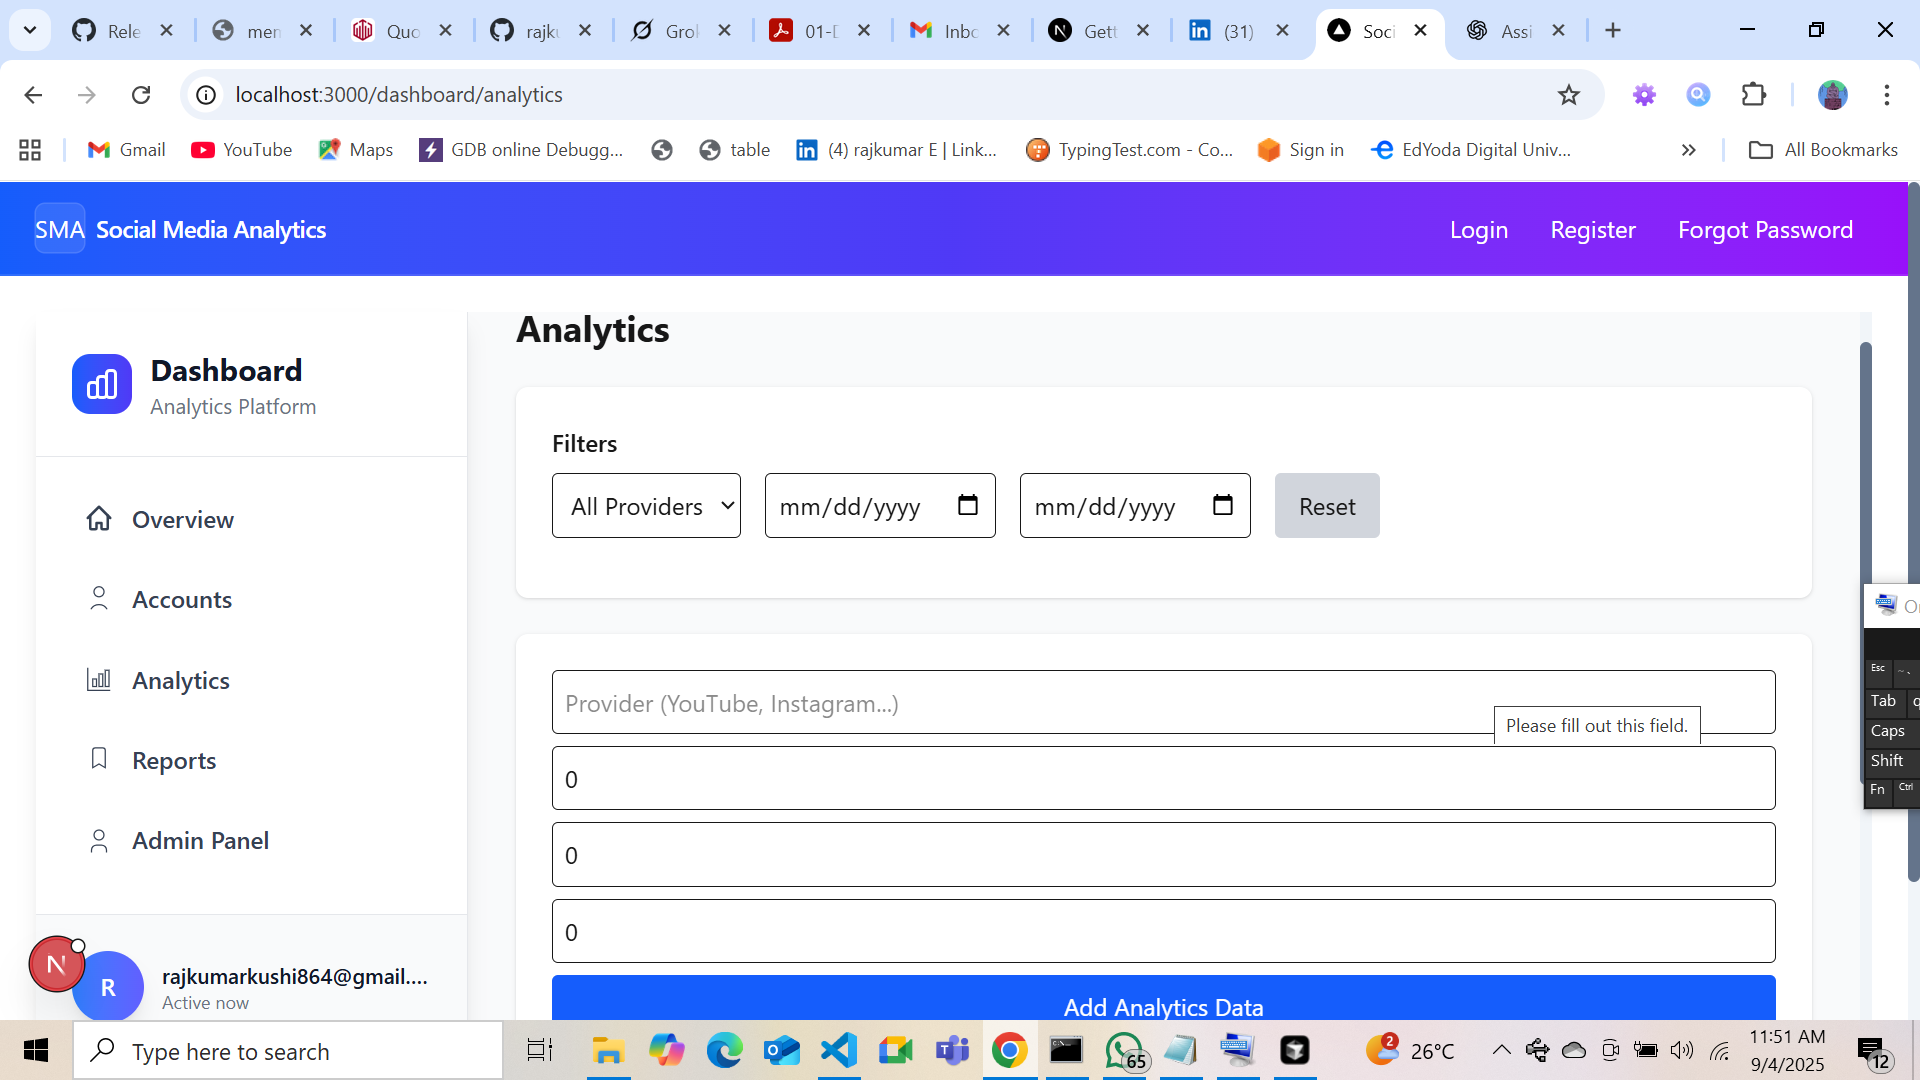 Rele
men
Quo
rajku
Grok
01-D
Inbo
Gett
(31)
Soci
Assi
localhost:3000/dashboard/analytics
Gmail
YouTube
Maps
GDB online Debugg...
table
(4) rajkumar E | Link...
TypingTest.com - Co...
Sign in
EdYoda Digital Univ...
All Bookmarks
SMA Social Media Analytics
Login
Register
Forgot Password
Dashboard
Analytics Platform
Overview
Accounts
Analytics
Reports
Admin Panel
N
R
rajkumarkushi864@gmail....
Active now
Analytics
Filters
All Providers
mm/dd/yyyy
mm/dd/yyyy
Reset
Provider (YouTube, Instagram...)
Please fill out this field.
0
0
0
Add Analytics Data
Esc
~ `
Tab
q
Caps
Shift
Fn
Ctrl
Type here to search
65
2
26°C
11:51 AM
9/4/2025
12